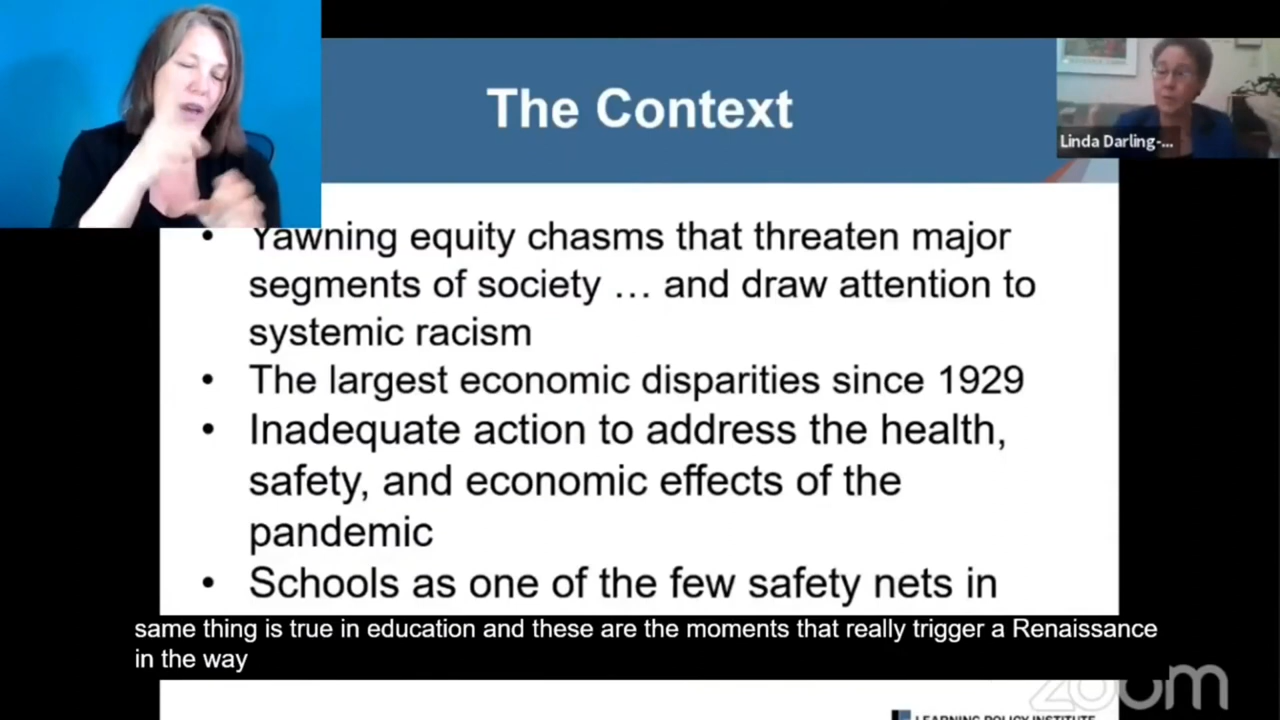 The Context
Linda Darling-...
• Yawning equity chasms that threaten major
segments of society … and draw attention to
systemic racism
• The largest economic disparities since 1929
• Inadequate action to address the health,
safety, and economic effects of the
pandemic
• Schools as one of the few safety nets in
same thing is true in education and these are the moments that really trigger a Renaissance
in the way
zoom
LEARNING POLICY INSTITUTE